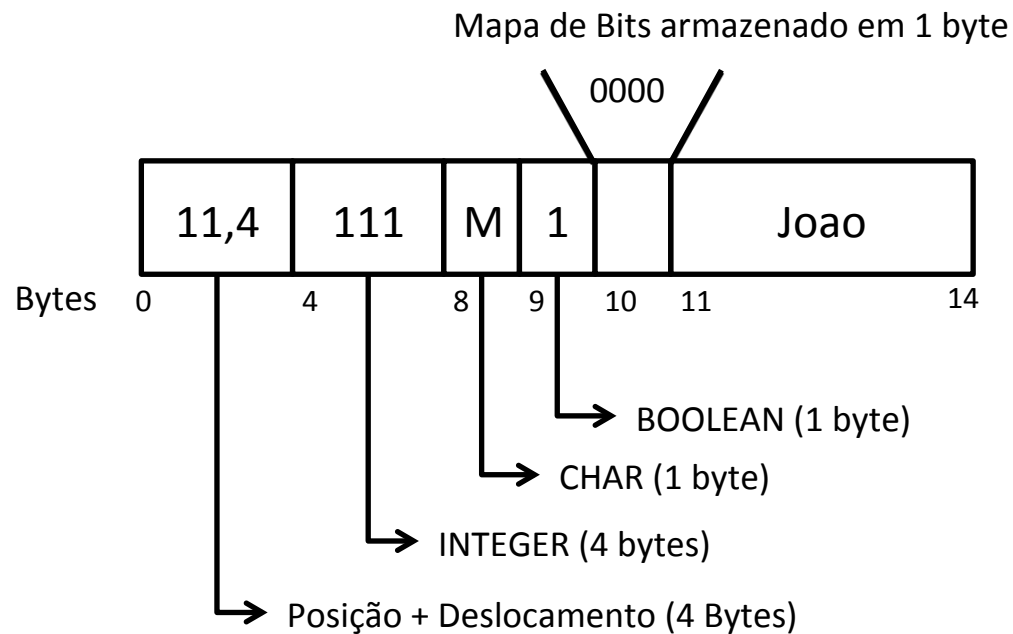 Mapa de Bits armazenado em 1 byte
0000
11,4 111 M 1 Joao
Bytes 0 4 8 9 10 11 14
BOOLEAN (1 byte)
CHAR (1 byte)
INTEGER (4 bytes)
Posição + Deslocamento (4 Bytes)